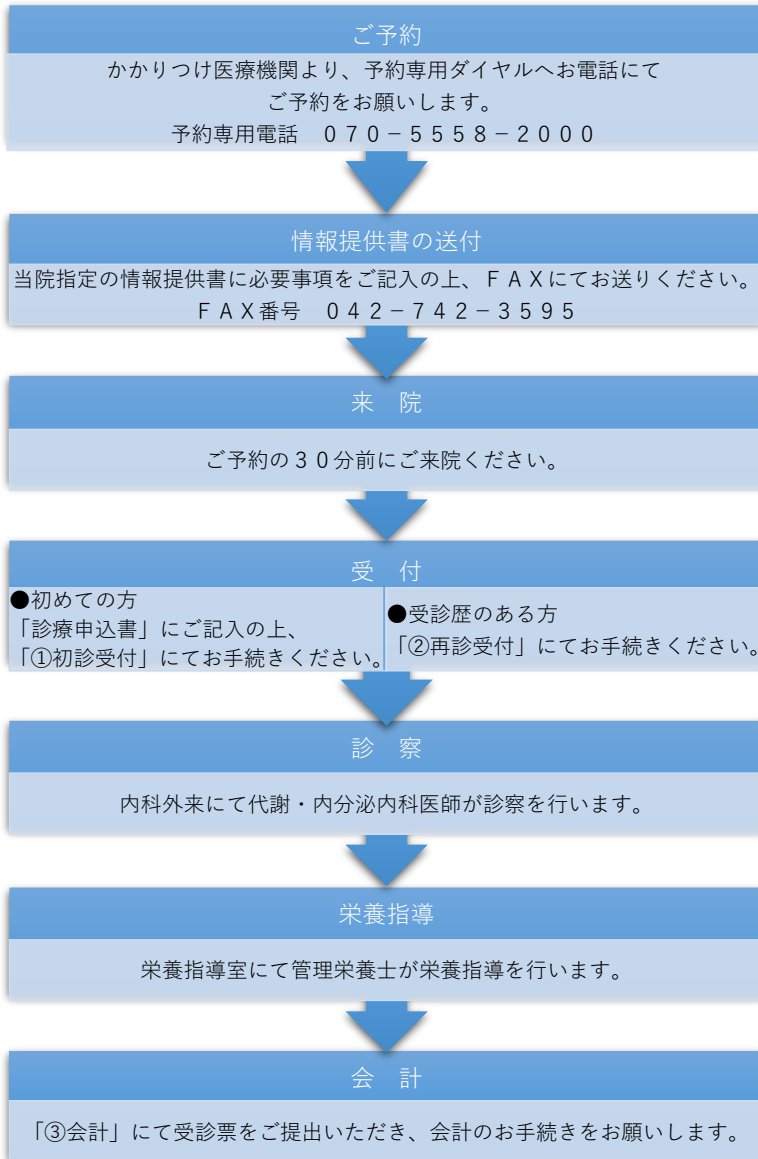 ご予約
かかりつけ医療機関より、予約専用ダイヤルへお電話にて
ご予約をお願いします。
予約専用電話　０７０－５５５８－２０００
情報提供書の送付
当院指定の情報提供書に必要事項をご記入の上、ＦＡＸにてお送りください。
ＦＡＸ番号　０４２－７４２－３５９５
来　院
ご予約の３０分前にご来院ください。
受　付
●初めての方
「診療申込書」にご記入の上、
「①初診受付」にてお手続きください。
●受診歴のある方
「②再診受付」にてお手続きください。
診　察
内科外来にて代謝・内分泌内科医師が診察を行います。
栄養指導
栄養指導室にて管理栄養士が栄養指導を行います。
会　計
「③会計」にて受診票をご提出いただき、会計のお手続きをお願いします。